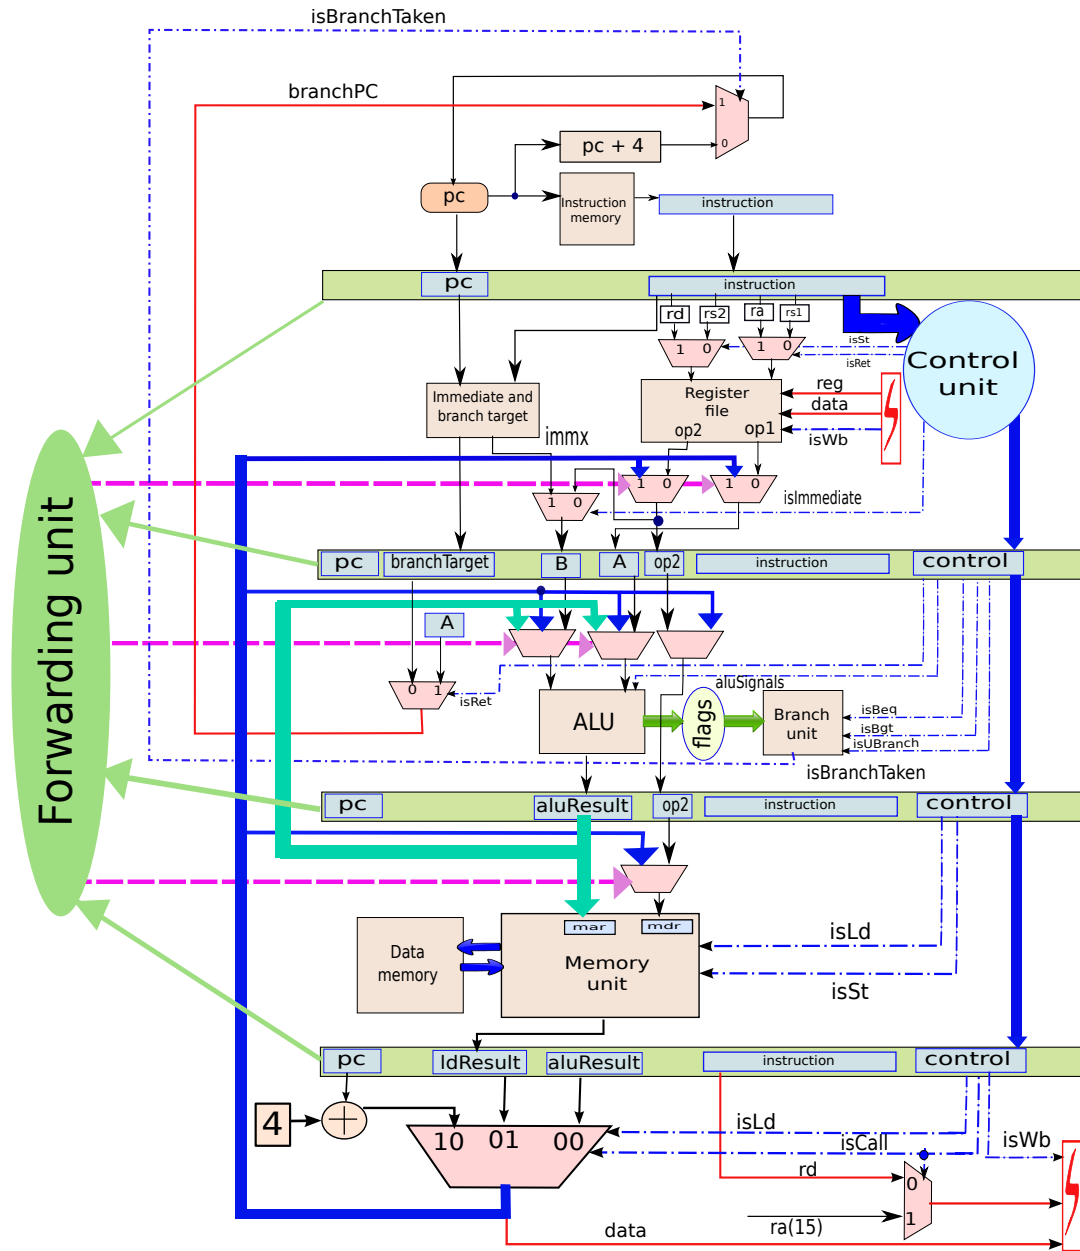 isBranchTaken
branchPC
1
pc + 4
0
pc
Instruction
memory
instruction
pc
instruction
rd
rs2
ra
rs1
1 0
1 0
isSt
isRet
Control
unit
Immediate and
branch target
Register
file
op2
op1
reg
data
isWb
immx
1 0
1 0
1 0
isImmediate
Forwarding unit
pc
branchTarget
B
A
op2
instruction
control
A
0 1
isRet
aluSignals
ALU
flags
Branch
unit
isBeq
isBgt
isUBranch
isBranchTaken
pc
aluResult
op2
instruction
control
mar
mdr
Data
memory
Memory
unit
isLd
isSt
pc
ldResult
aluResult
instruction
control
4
10 01 00
isLd
isCall
isWb
rd
0
1
ra(15)
data